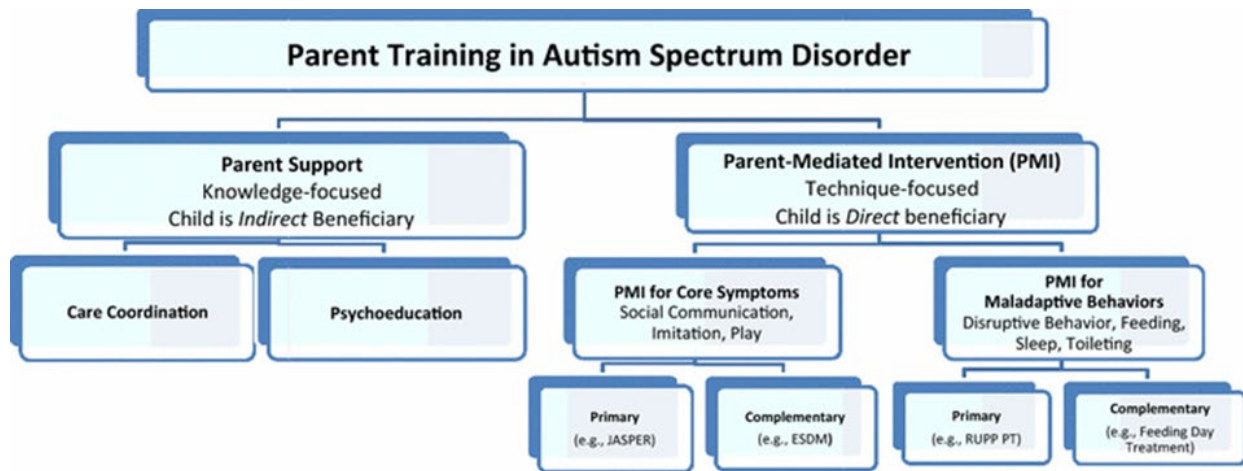 Parent Training in Autism Spectrum Disorder
Parent Support
Knowledge-focused
Child is Indirect Beneficiary
Parent-Mediated Intervention (PMI)
Technique-focused
Child is Direct beneficiary
Care Coordination
Psychoeducation
PMI for Core Symptoms
Social Communication,
Imitation, Play
PMI for
Maladaptive Behaviors
Disruptive Behavior, Feeding,
Sleep, Toileting
Primary
(e.g., JASPER)
Complementary
(e.g., ESDM)
Primary
(e.g., RUPP PT)
Complementary
(e.g., Feeding Day
Treatment)